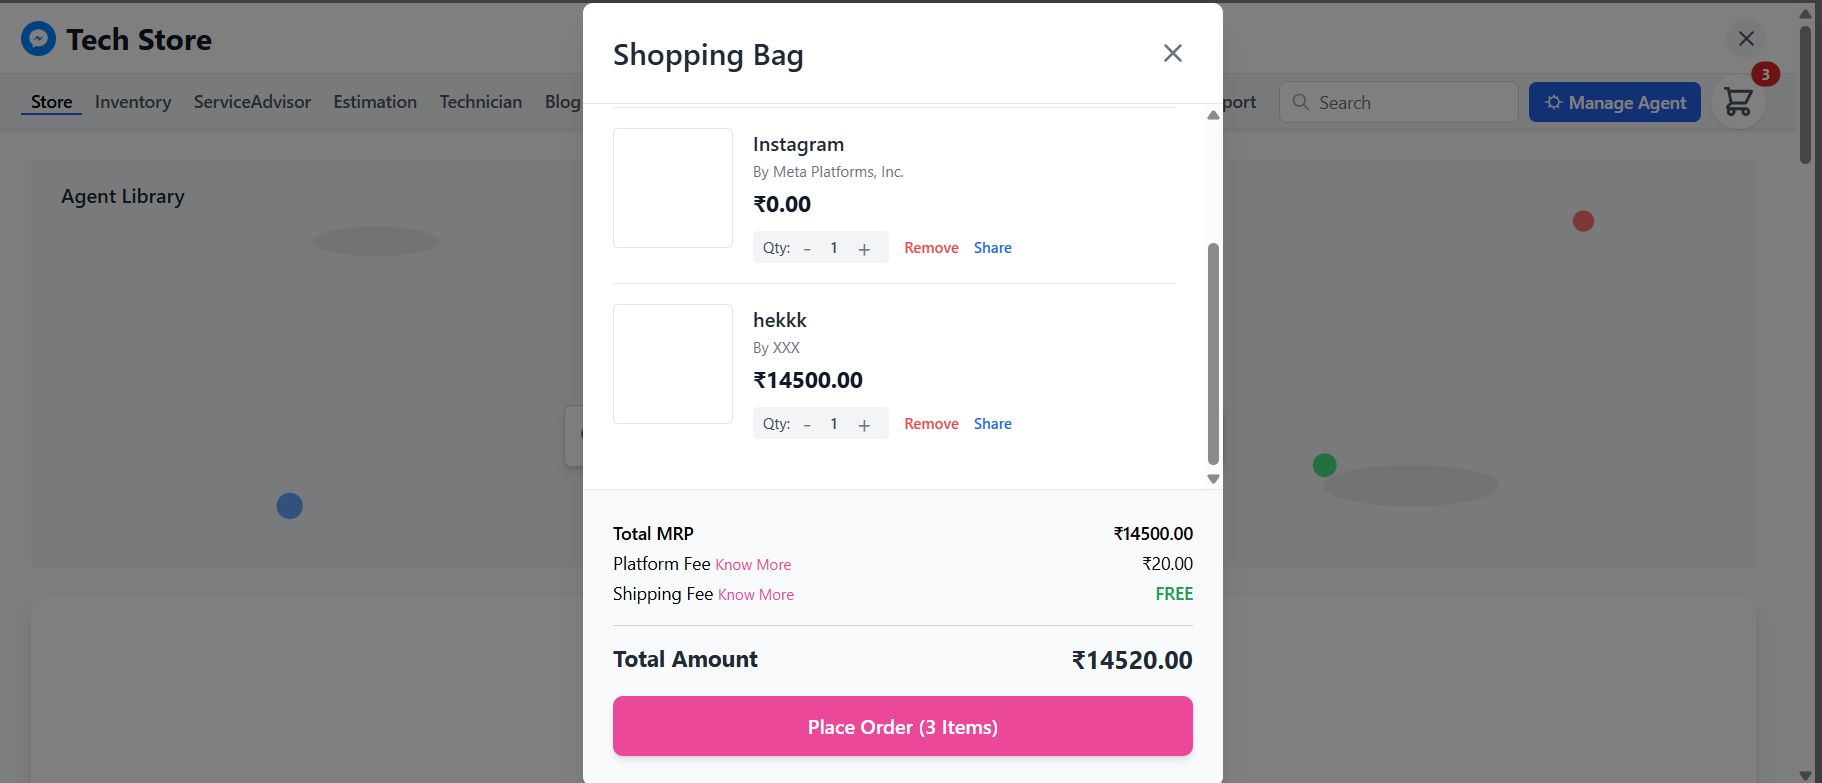 Tech Store
Store Inventory ServiceAdvisor Estimation Technician Blog port Search Manage Agent 3
Agent Library
Shopping Bag
Instagram
By Meta Platforms, Inc.
₹0.00
Qty: - 1 + Remove Share
hekkk
By XXX
₹14500.00
Qty: - 1 + Remove Share
Total MRP ₹14500.00
Platform Fee Know More ₹20.00
Shipping Fee Know More FREE
Total Amount ₹14520.00
Place Order (3 Items)